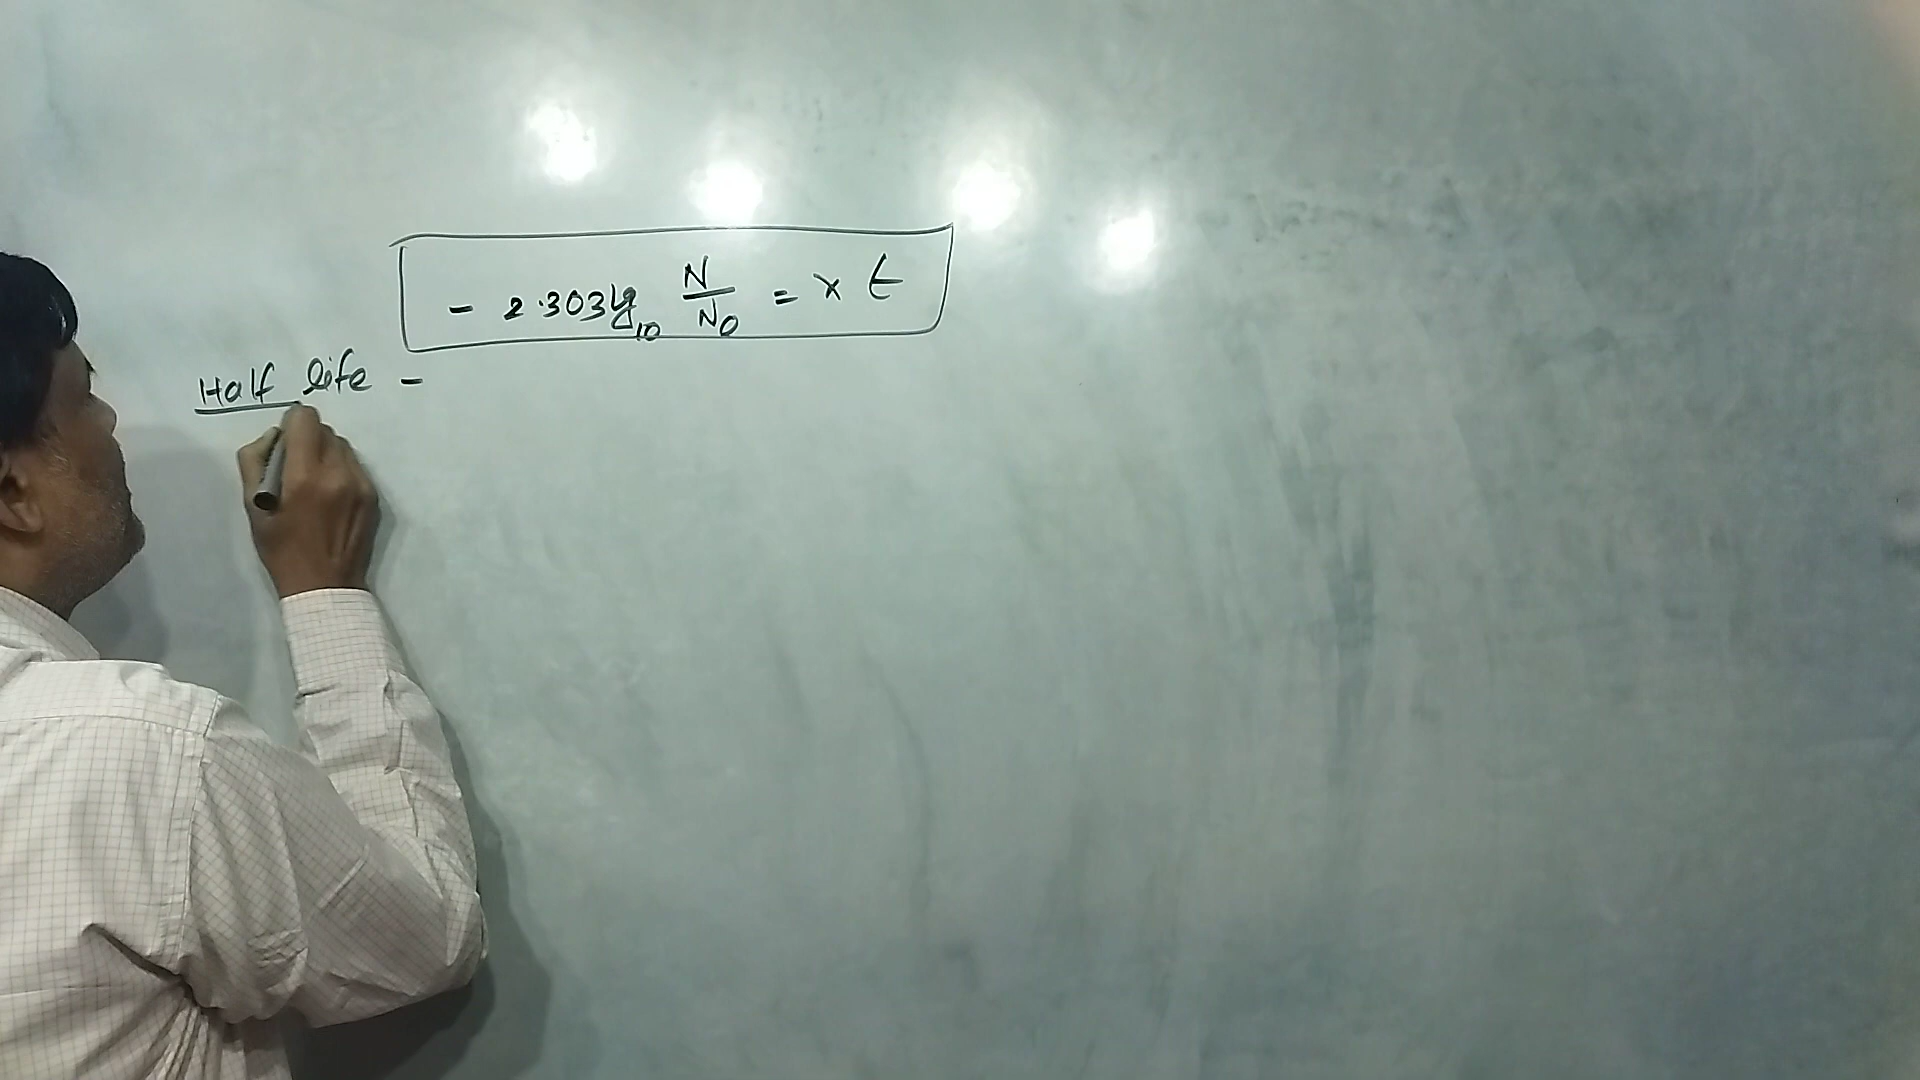 - 2.303 log₁₀ N/N₀ = λ t
Half life -